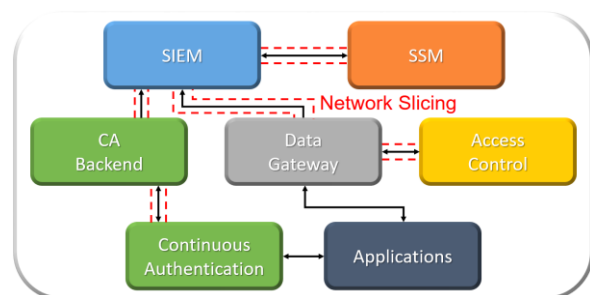 SIEM
SSM
Network Slicing
CA
Backend
Data
Gateway
Access
Control
Continuous
Authentication
Applications